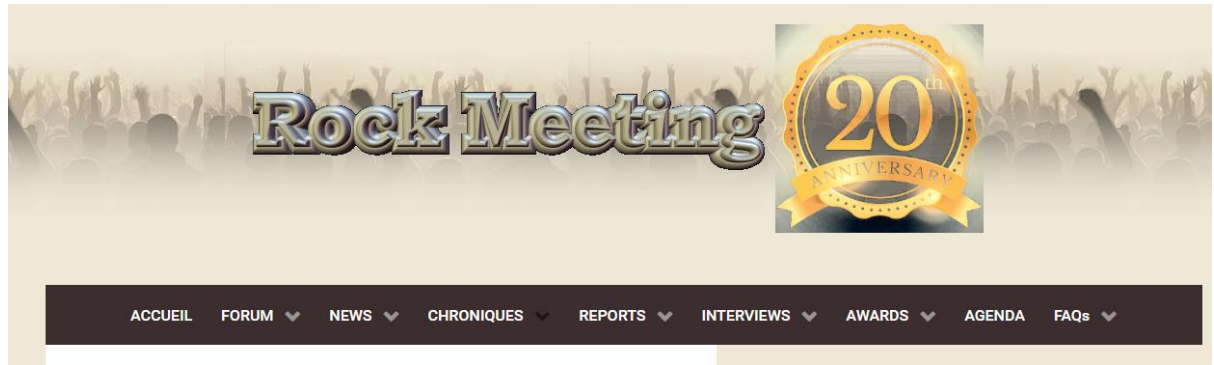 Rock Meeting
20th
ANNIVERSARY
ACCUEIL FORUM NEWS CHRONIQUES REPORTS INTERVIEWS AWARDS AGENDA FAQs